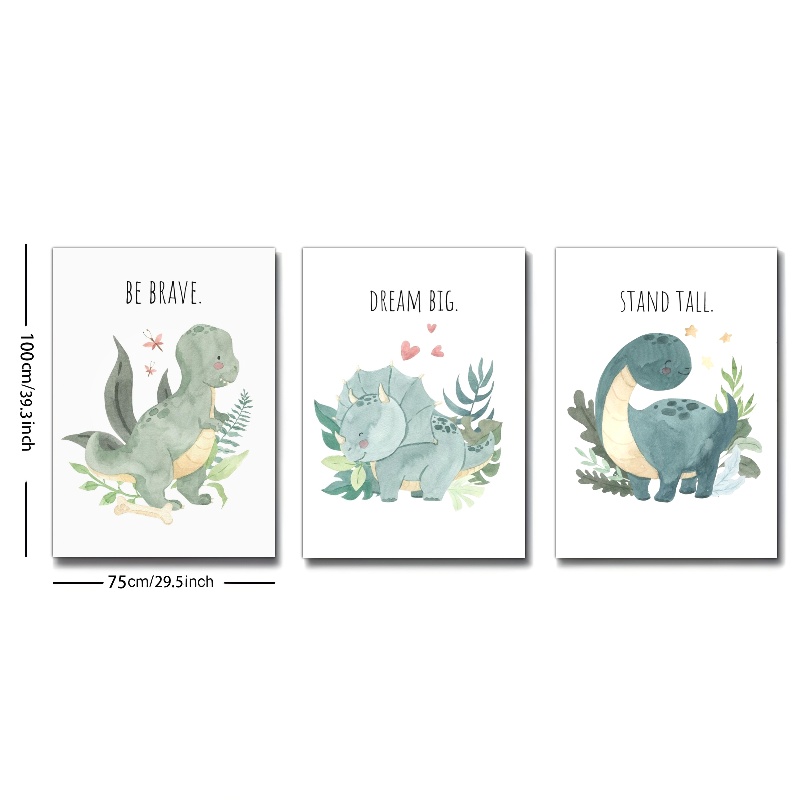 BE BRAVE.
DREAM BIG.
STAND TALL.
100cm/39.3inch
75cm/29.5inch